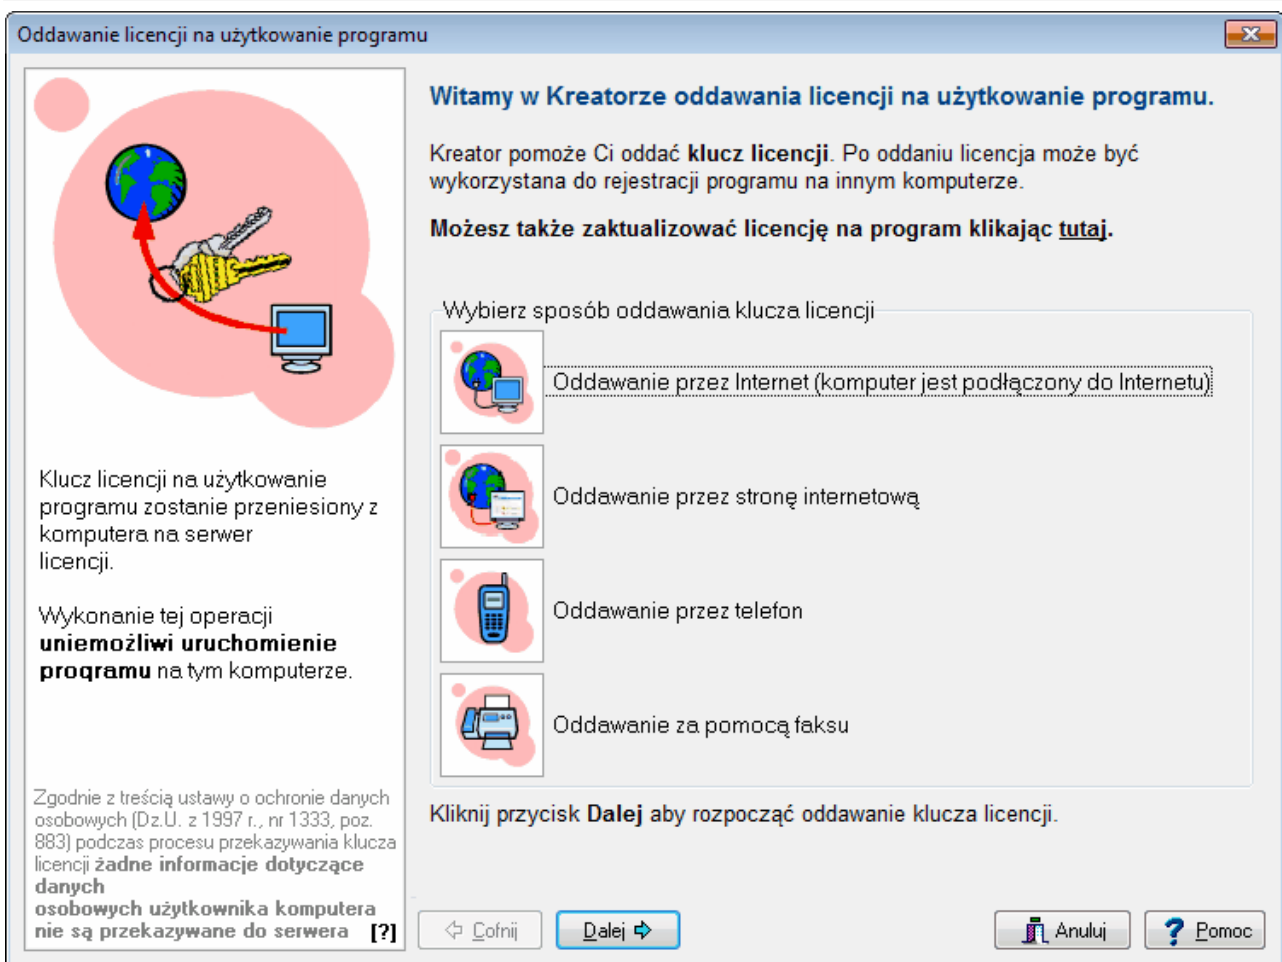 Oddawanie licencji na użytkowanie programu
Witamy w Kreatorze oddawania licencji na użytkowanie programu.
Kreator pomoże Ci oddać klucz licencji. Po oddaniu licencja może być
wykorzystana do rejestracji programu na innym komputerze.
Możesz także zaktualizować licencję na program klikając tutaj.
Wybierz sposób oddawania klucza licencji
Oddawanie przez Internet (komputer jest podłączony do Internetu)
Oddawanie przez stronę internetową
Oddawanie przez telefon
Oddawanie za pomocą faksu
Kliknij przycisk Dalej aby rozpocząć oddawanie klucza licencji.
Klucz licencji na użytkowanie
programu zostanie przeniesiony z
komputera na serwer
licencji.
Wykonanie tej operacji
uniemożliwi uruchomienie
programu na tym komputerze.
Zgodnie z treścią ustawy o ochronie danych
osobowych (Dz.U. z 1997 r., nr 1333, poz.
883) podczas procesu przekazywania klucza
licencji żadne informacje dotyczące
danych
osobowych użytkownika komputera
nie są przekazywane do serwera [?]
Cofnij
Dalej
Anuluj
Pomoc